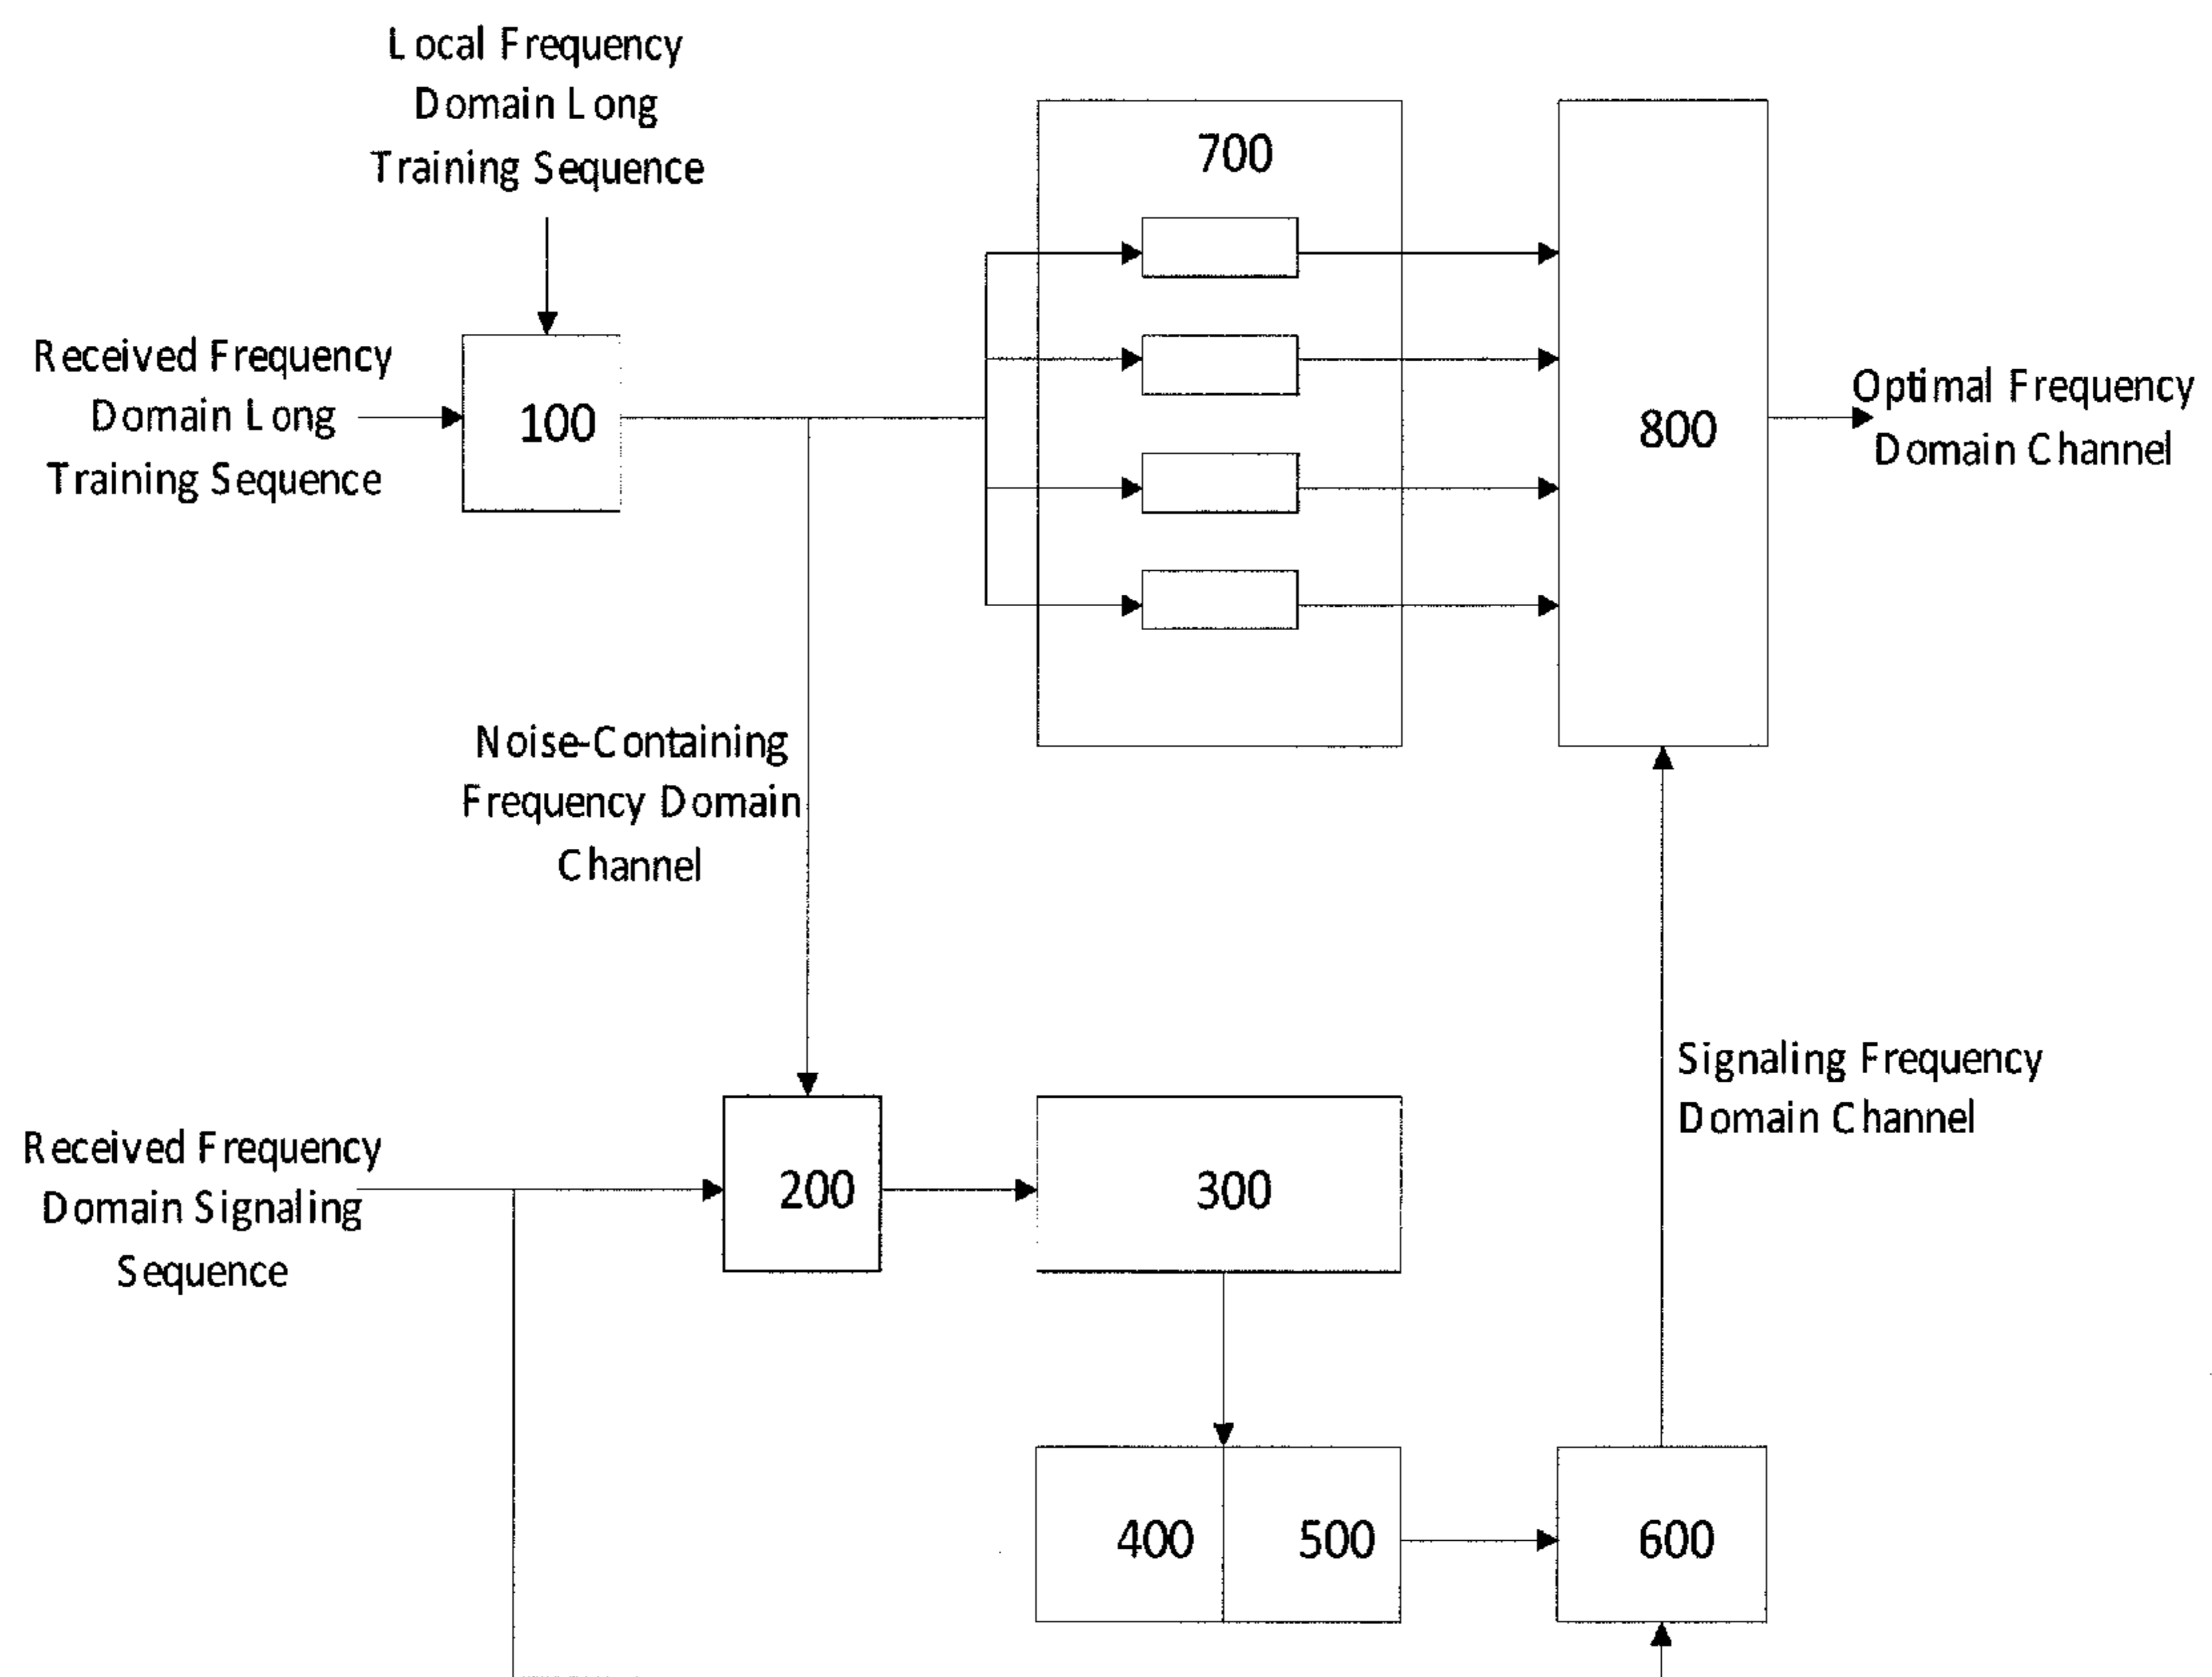 Local Frequency
Domain Long
Training Sequence
700
Received Frequency
Domain Long
Training Sequence
100
800
Optimal Frequency
Domain Channel
Noise-Containing
Frequency Domain
Channel
Signaling Frequency
Domain Channel
Received Frequency
Domain Signaling
Sequence
200
300
400
500
600